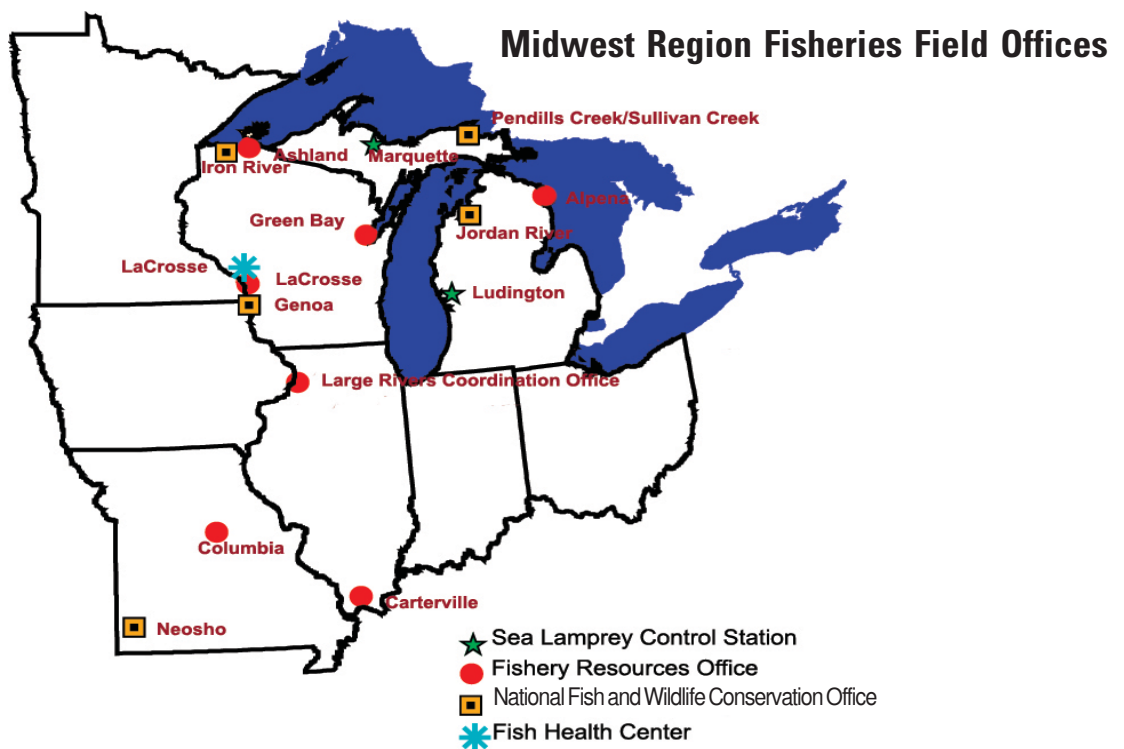 Midwest Region Fisheries Field Offices
Pendills Creek/Sullivan Creek
Ashland
Marquette
Iron River
Alpena
Green Bay
Jordan River
LaCrosse
LaCrosse
Ludington
Genoa
Large Rivers Coordination Office
Columbia
Carterville
Neosho
Sea Lamprey Control Station
Fishery Resources Office
National Fish and Wildlife Conservation Office
Fish Health Center